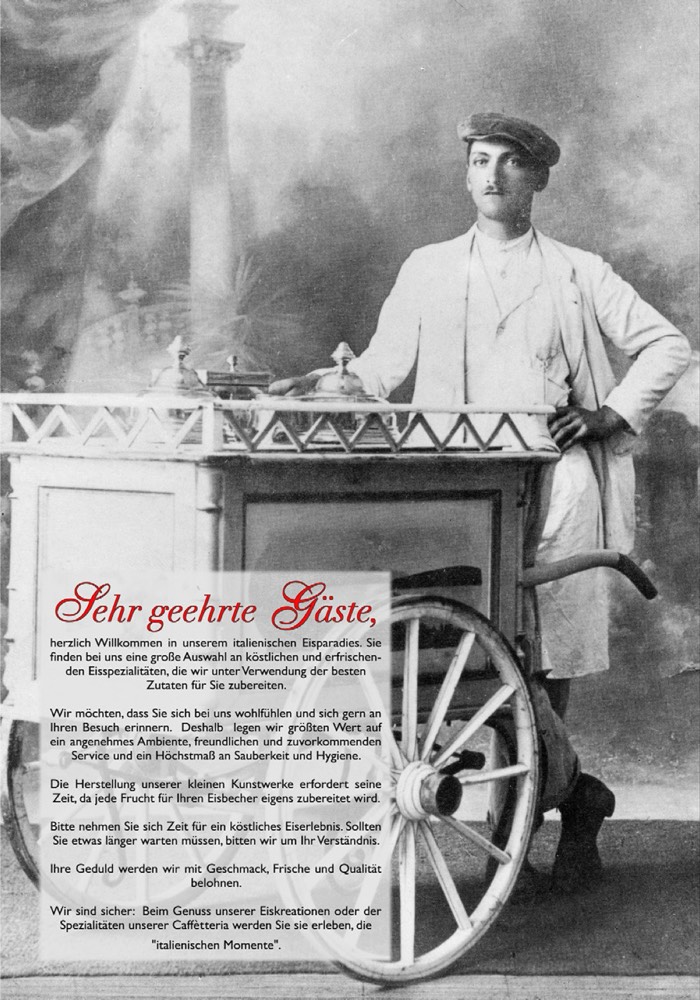 Sehr geehrte Gäste,
herzlich Willkommen in unserem italienischen Eisparadies. Sie
finden bei uns eine große Auswahl an köstlichen und erfrischen-
den Eisspezialitäten, die wir unter Verwendung der besten
Zutaten für Sie zubereiten.
Wir möchten, dass Sie sich bei uns wohlfühlen und sich gern an
Ihren Besuch erinnern. Deshalb legen wir größten Wert auf
ein angenehmes Ambiente, freundlichen und zuvorkommenden
Service und ein Höchstmaß an Sauberkeit und Hygiene.
Die Herstellung unserer kleinen Kunstwerke erfordert seine
Zeit, da jede Frucht für Ihren Eisbecher eigens zubereitet wird.
Bitte nehmen Sie sich Zeit für ein köstliches Eiserlebnis. Sollten
Sie etwas länger warten müssen, bitten wir um Ihr Verständnis.
Ihre Geduld werden wir mit Geschmack, Frische und Qualität
belohnen.
Wir sind sicher: Beim Genuss unserer Eiskreationen oder der
Spezialitäten unserer Caffètteria werden Sie sie erleben, die
"italienischen Momente".